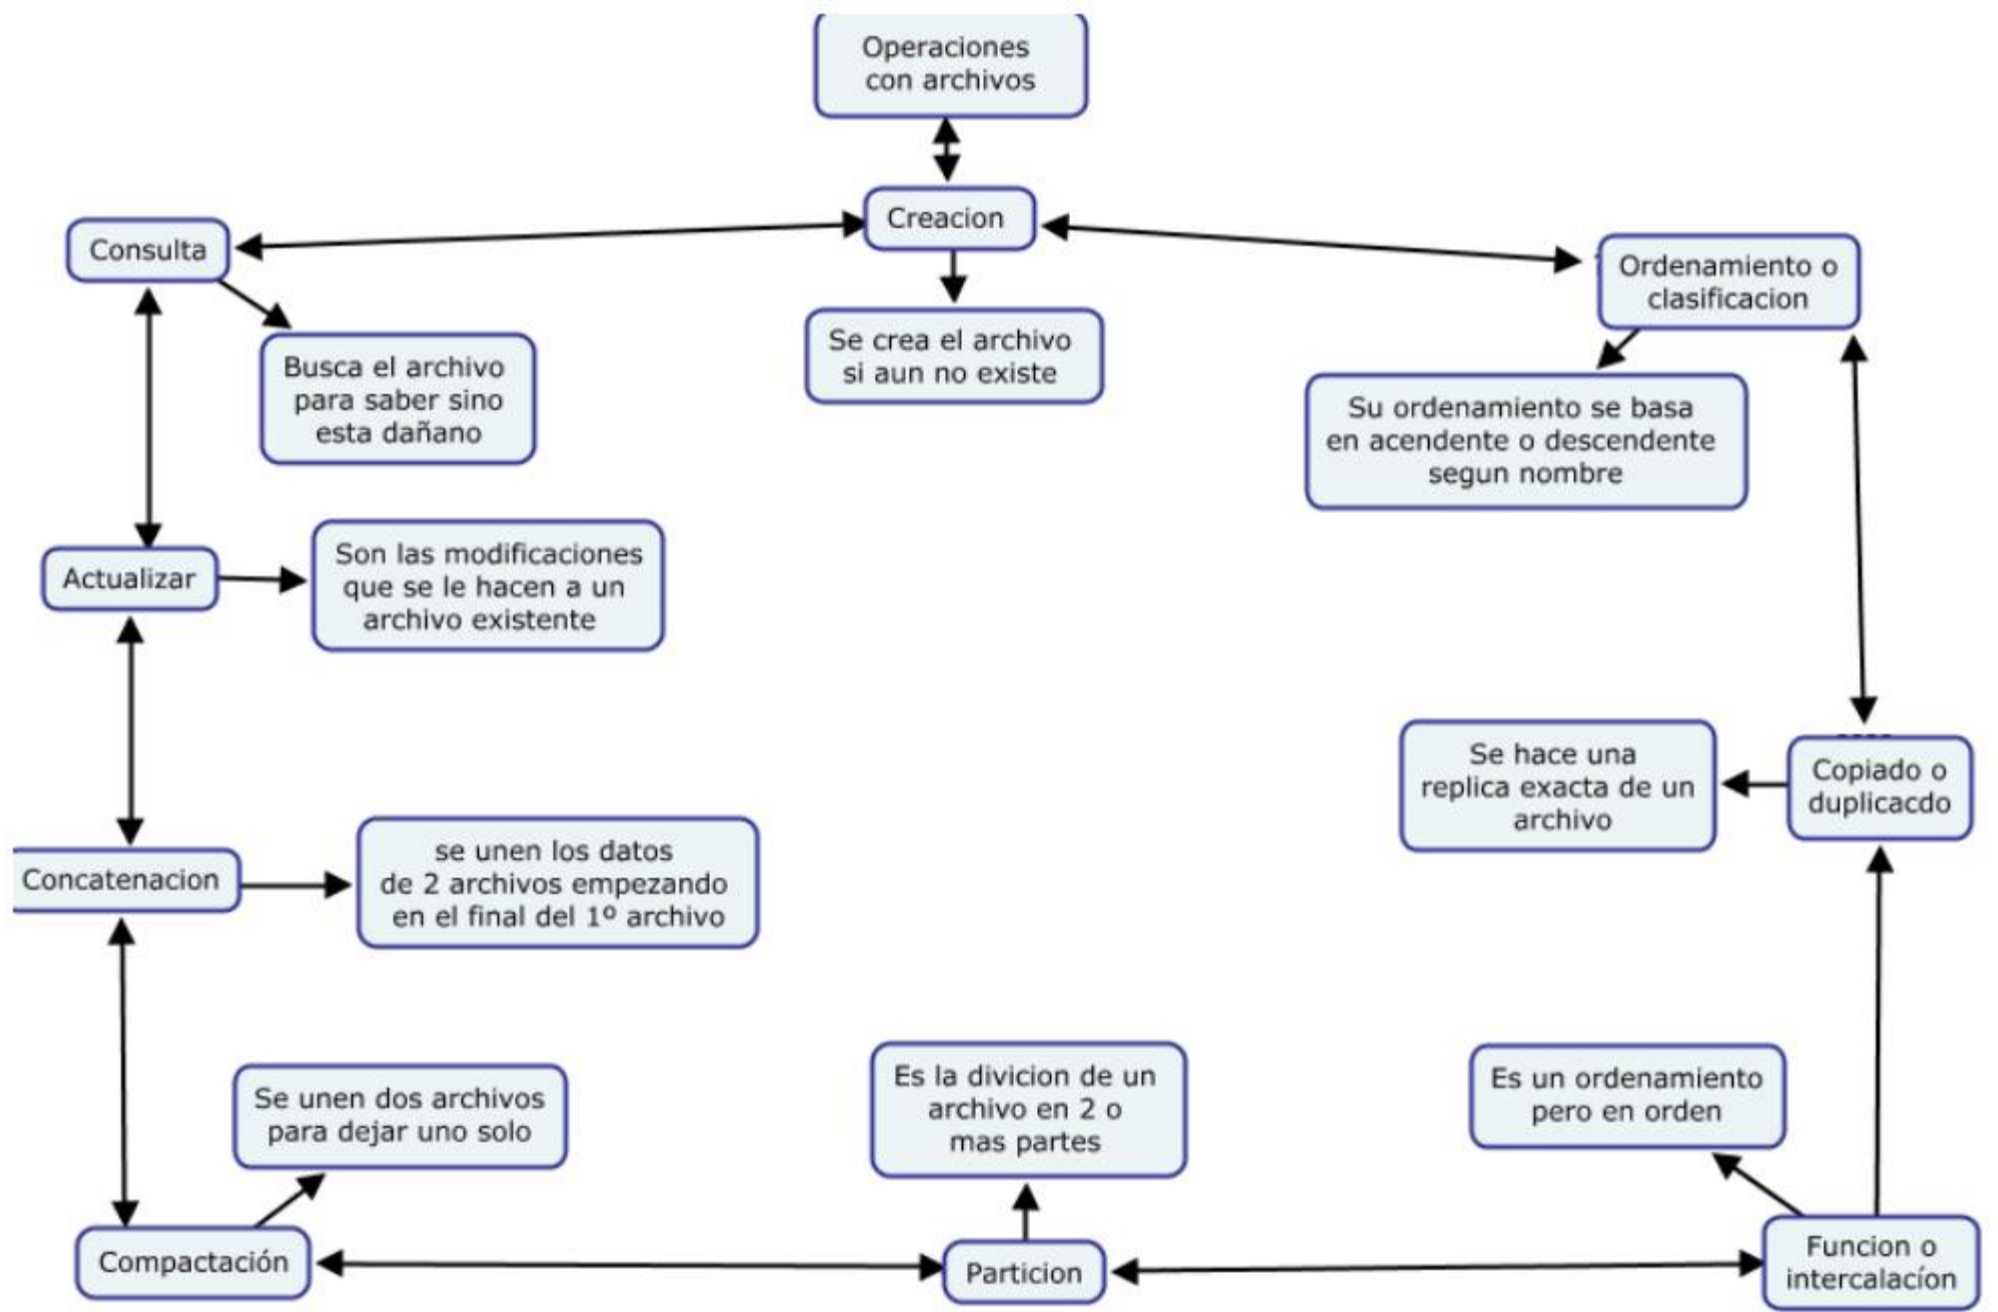 Operaciones
con archivos
Creacion
Consulta
Ordenamiento o
clasificacion
Se crea el archivo
si aun no existe
Busca el archivo
para saber sino
esta dañano
Su ordenamiento se basa
en acendente o descendente
segun nombre
Actualizar
Son las modificaciones
que se le hacen a un
archivo existente
Se hace una
replica exacta de un
archivo
Copiado o
duplicacdo
Concatenacion
se unen los datos
de 2 archivos empezando
en el final del 1º archivo
Se unen dos archivos
para dejar uno solo
Es la divicion de un
archivo en 2 o
mas partes
Es un ordenamiento
pero en orden
Compactación
Particion
Funcion o
intercalacíon